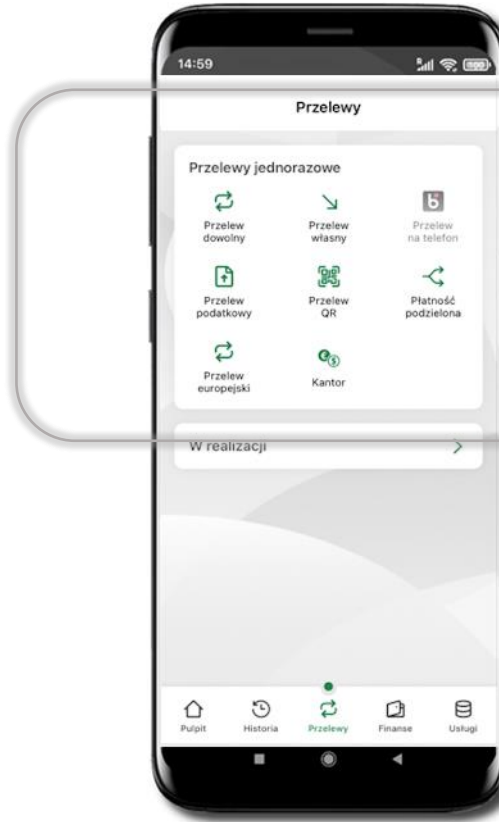 14:59
Przelewy
Przelewy jednorazowe
Przelew
dowolny
Przelew
własny
Przelew
na telefon
Przelew
podatkowy
Przelew
QR
Płatność
podzielona
Przelew
europejski
Kantor
W realizacji
Pulpit
Historia
Przelewy
Finanse
Usługi